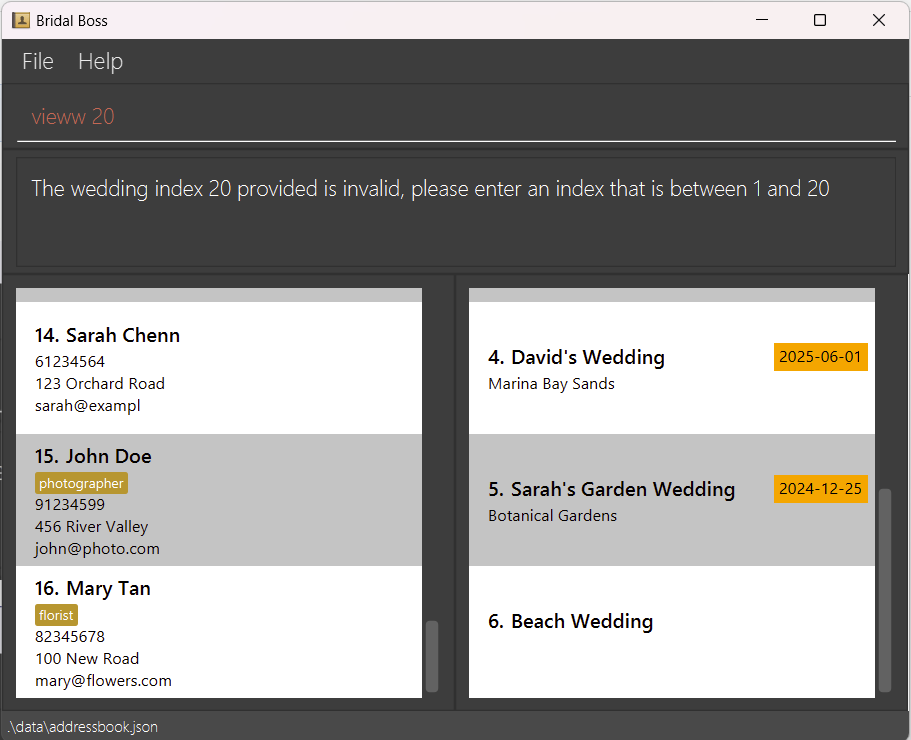 Bridal Boss
File Help
vieww 20
The wedding index 20 provided is invalid, please enter an index that is between 1 and 20
14. Sarah Chenn
61234564
123 Orchard Road
sarah@exampl
15. John Doe
photographer
91234599
456 River Valley
john@photo.com
16. Mary Tan
florist
82345678
100 New Road
mary@flowers.com
4. David's Wedding
2025-06-01
Marina Bay Sands
5. Sarah's Garden Wedding
2024-12-25
Botanical Gardens
6. Beach Wedding
.\data\addressbook.json